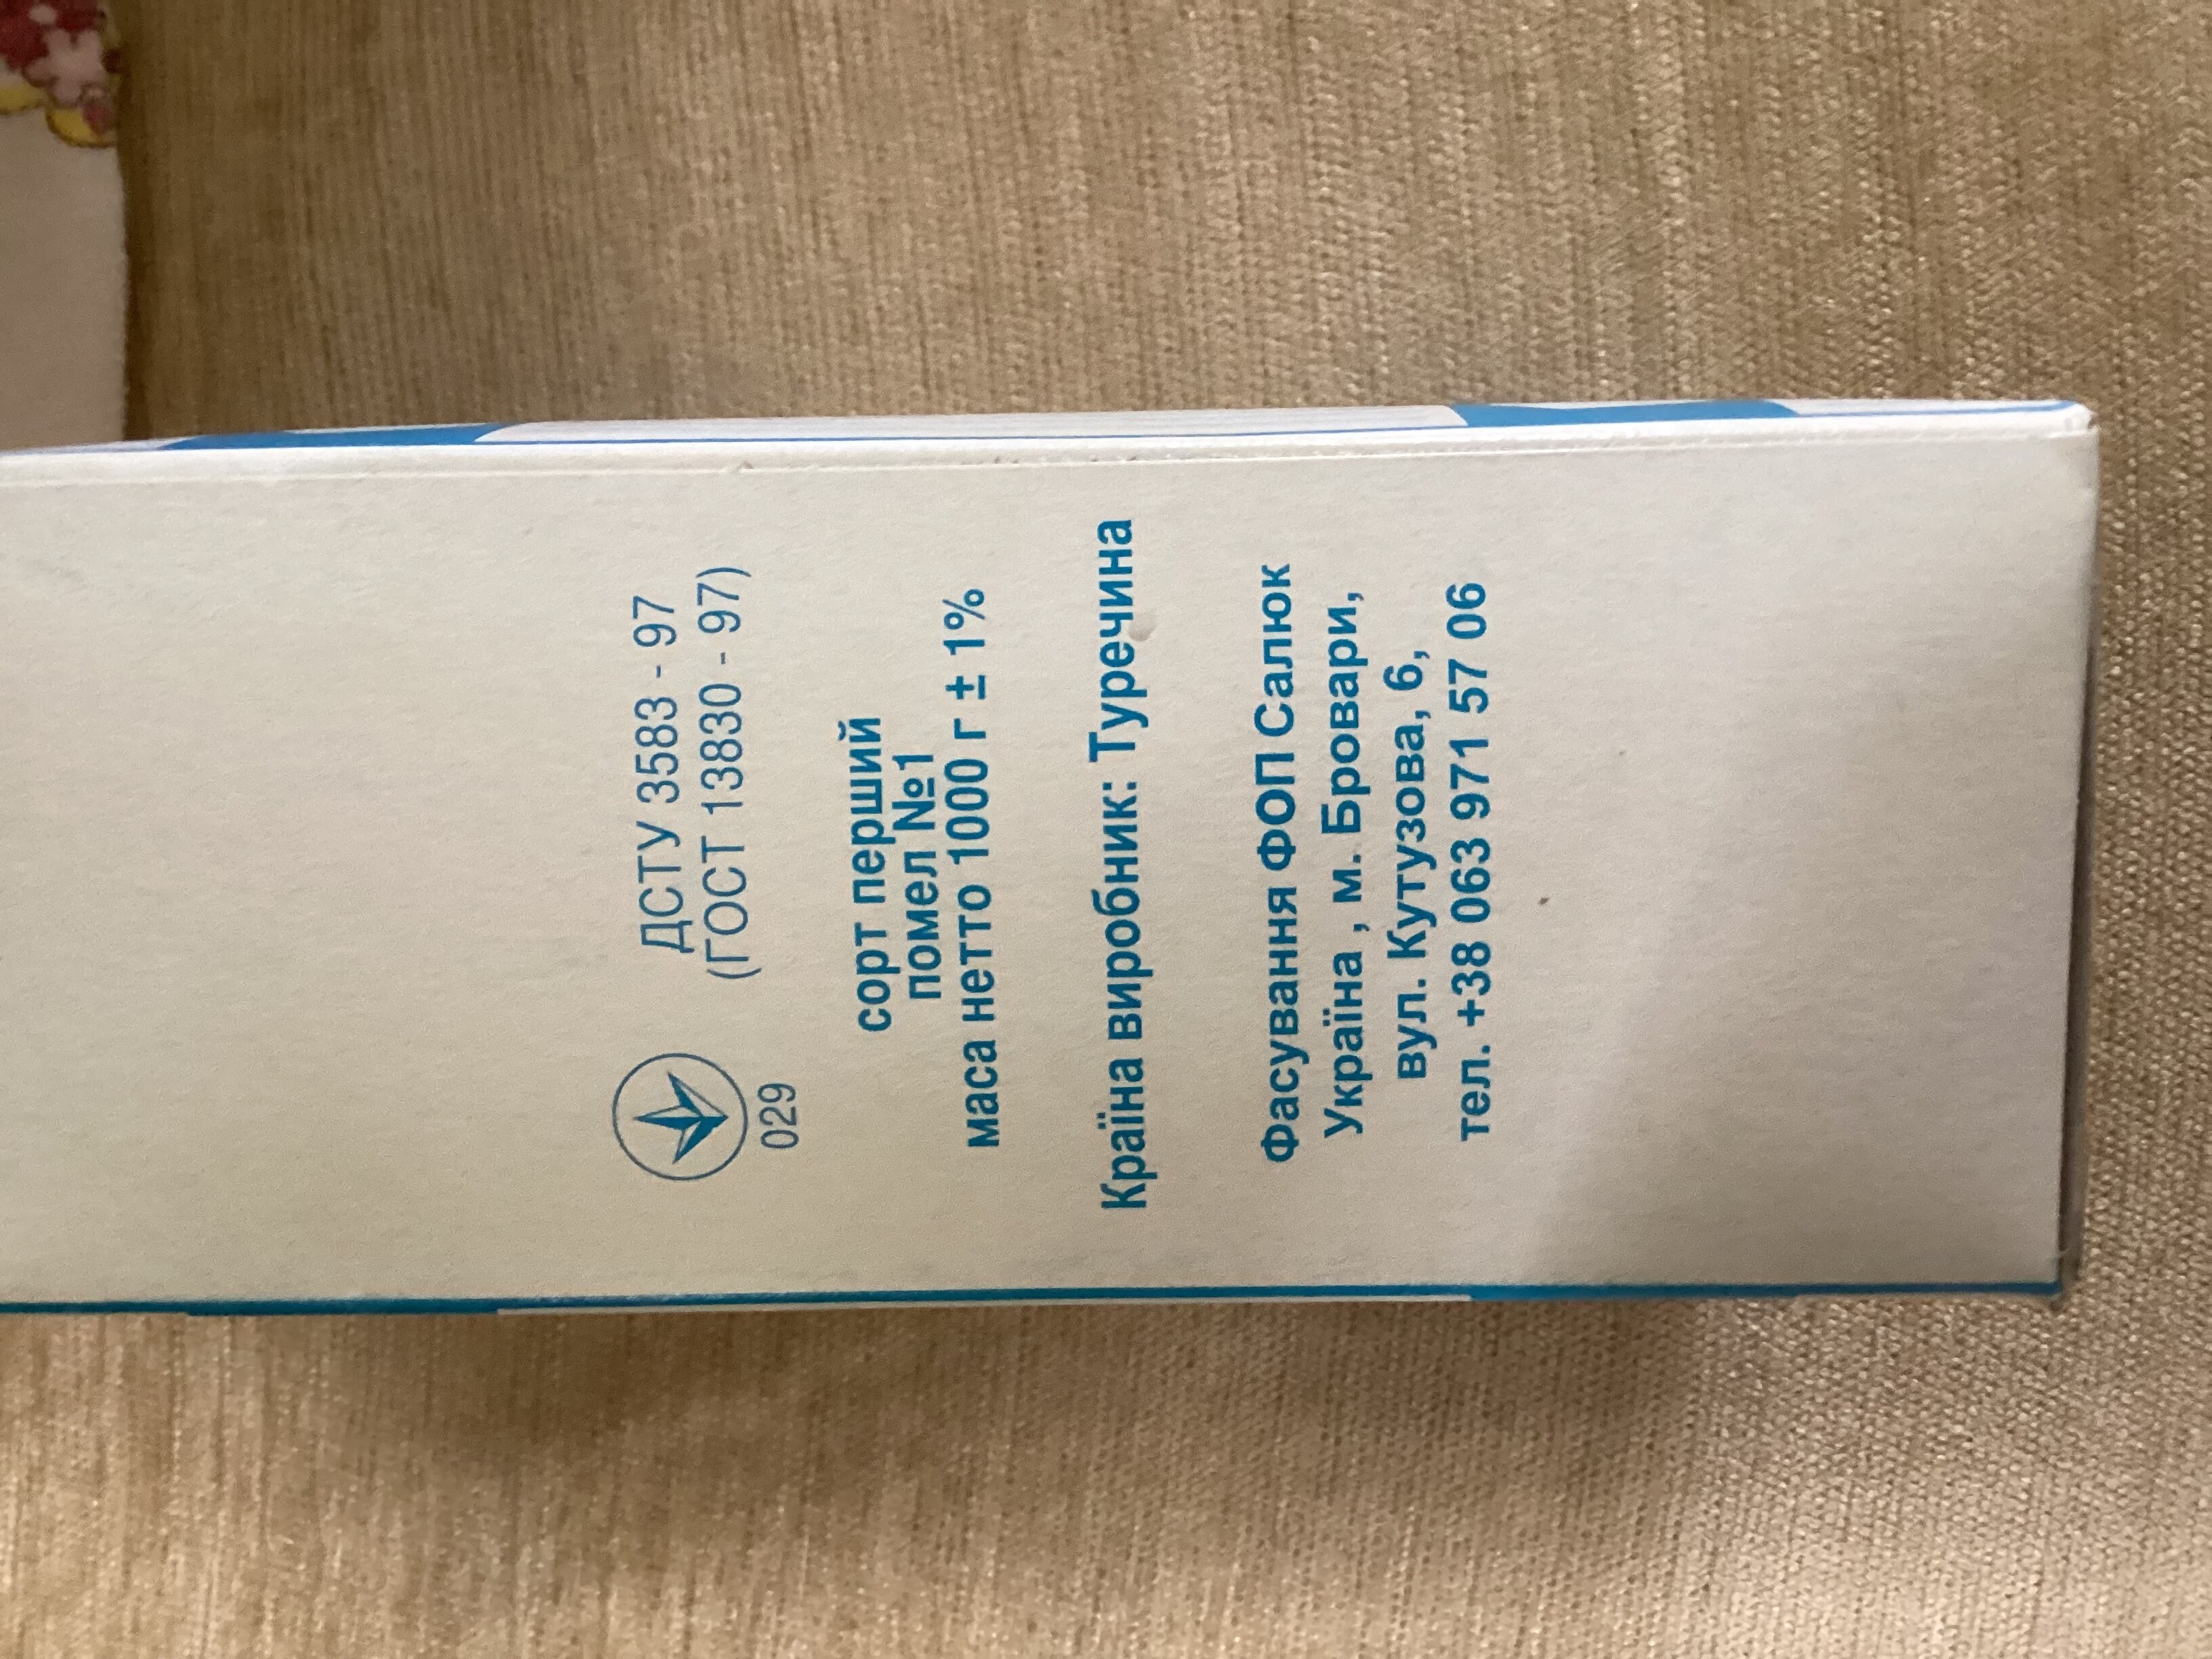 ДСТУ 3583 - 97
(ГОСТ 13830 - 97)
029
сорт перший
помел №1
маса нетто 1000 г ± 1%
Країна виробник: Туреччина
Фасування ФОП Салюк
Україна , м. Бровари,
вул. Кутузова, 6,
тел. +38 063 971 57 06